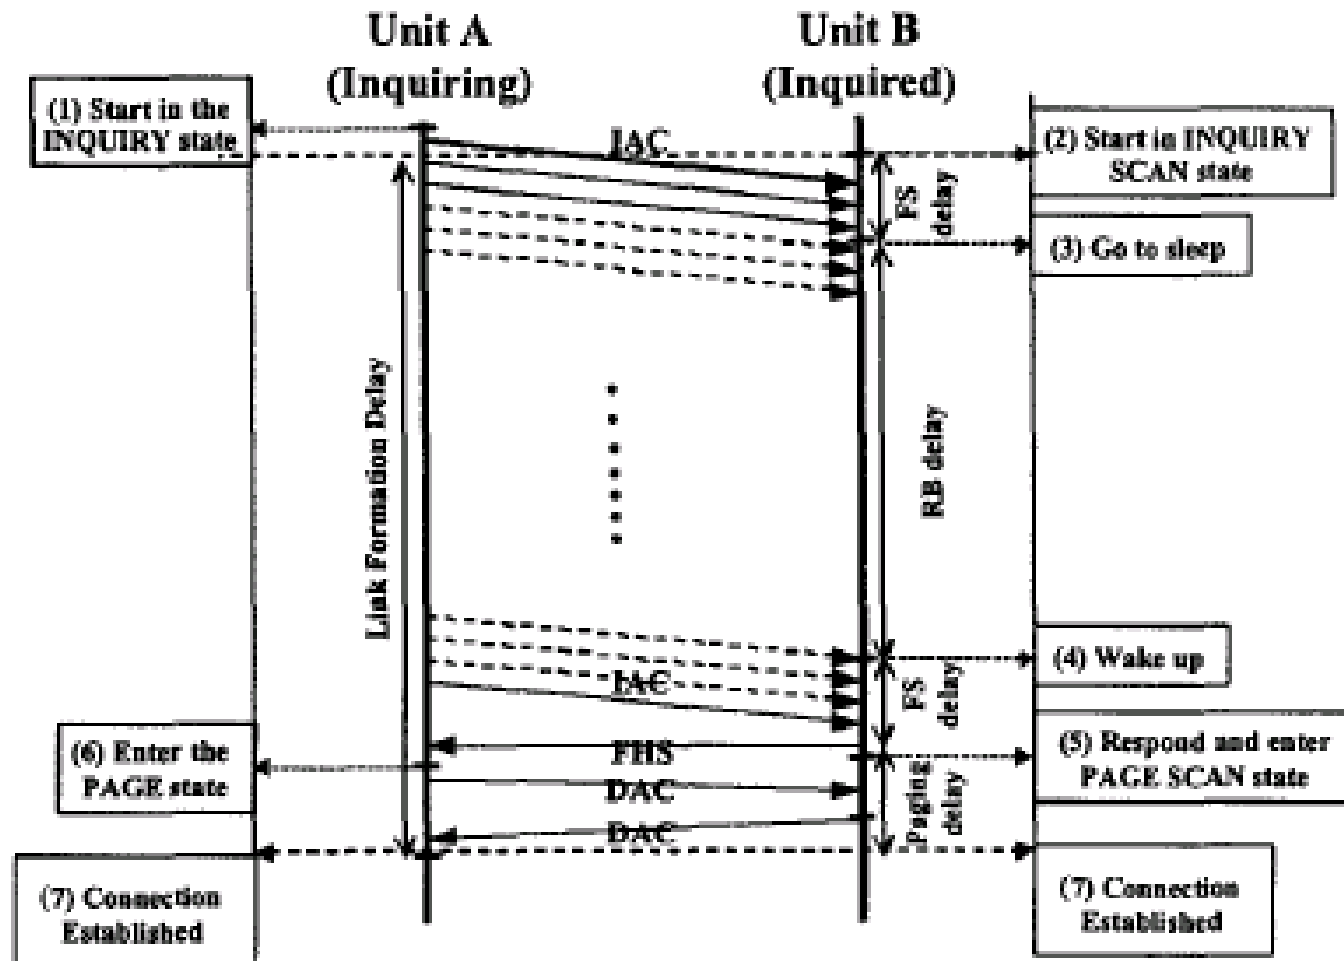 Unit A
(Inquiring)
Unit B
(Inquired)
(1) Start in the
INQUIRY state
IAC
(2) Start in INQUIRY
SCAN state
FS
delay
(3) Go to sleep
Link Formation Delay
RB delay
(4) Wake up
IAC
FS
delay
(6) Enter the
PAGE state
FHS
(5) Respond and enter
PAGE SCAN state
DAC
Paging
delay
DAC
(7) Connection
Established
(7) Connection
Established